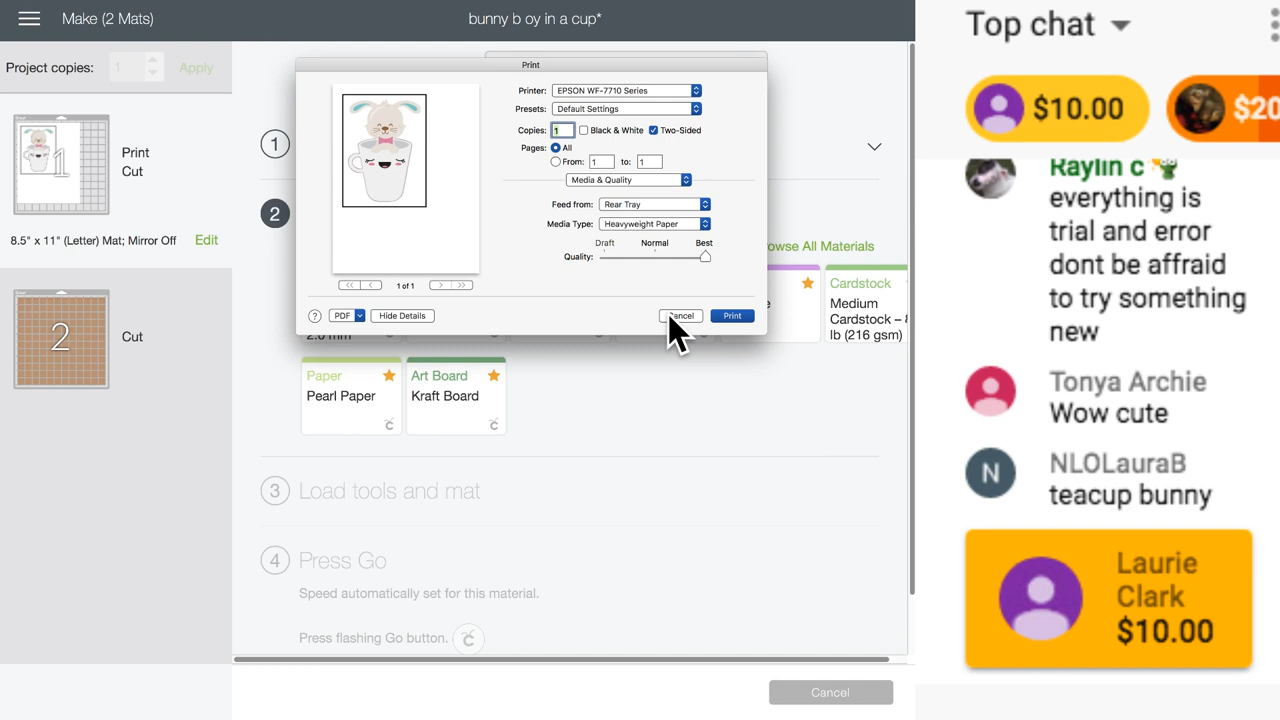 Make (2 Mats)
bunny b oy in a cup*
Project copies: 1 Apply
1
Print
Cut
8.5" x 11" (Letter) Mat; Mirror Off Edit
2
Cut
Print
Printer: EPSON WF-7710 Series
Presets: Default Settings
Copies: 1 Black & White Two-Sided
Pages: All
From: 1 to: 1
Media & Quality
Feed from: Rear Tray
Media Type: Heavyweight Paper
Draft Normal Best
Quality:
1 of 1
? PDF Hide Details Cancel Print
1
2
owse All Materials
Cardstock
Medium
Cardstock –
lb (216 gsm)
2.0 mm
Paper
Pearl Paper
Art Board
Kraft Board
3 Load tools and mat
4 Press Go
Speed automatically set for this material.
Press flashing Go button.
Cancel
Top chat
$10.00
$20
Raylin c
everything is
trial and error
dont be affraid
to try something
new
Tonya Archie
Wow cute
N
NLOLauraB
teacup bunny
Laurie
Clark
$10.00